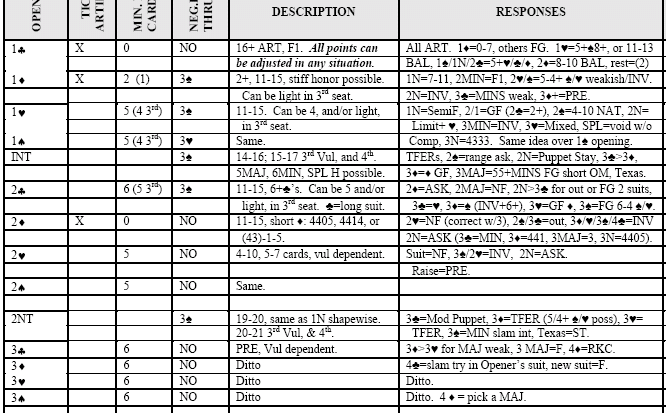 OPEN TIC ARTIF MIN. CARD NEG. THRU DESCRIPTION RESPONSES
1♣ X 0 NO 16+ ART, F1. .All points can All ART. 1♦=0-7, others FG. 1♥=5+♠8+, or 11-13
be adjusted in any situation. BAL, 1♠/1N/2♣=5+♥/♣/♦, 2♦=8-10 BAL, rest=(2)
1♦ X 2 (1) 3♠ 2+, 11-15, stiff honor possible. 1N=7-11, 2MIN=F1, 2♥/♠=5-4+ ♠/♥ weakish/INV.
Can be light in 3rd seat. 2N=INV, 3♣=MINS weak, 3♦+=PRE.
1♥ 5 (4 3rd) 3♠ 11-15. Can be 4, and/or light, 1N=SemiF, 2/1=GF (2♣=2+), 2♠=4-10 NAT, 2N=
in 3rd seat. Limit+ ♥, 3MIN=INV, 3♥=Mixed, SPL=void w/o
1♠ 5 (4 3rd) 3♥ Same. Comp, 3N=4333. Same idea over 1♠ opening.
INT 3♠ 14-16; 15-17 3rd Vul, and 4th. TFERs, 2♠=range ask, 2N=Puppet Stay, 3♣>3♦,
5MAJ, 6MIN, SPL H possible. 3♦=♦ GF, 3MAJ=55+MINS FG short OM, Texas.
2♣ 6 (5 3rd) 3♠ 11-15, 6+♣'s. Can be 5 and/or 2♦=ASK, 2MAJ=NF, 2N>3♣ for out or FG 2 suits,
light, in 3rd seat. ♣=long suit. 3♣=♥, 3♦=♠ (INV+6+), 3♥=GF ♦, 3♠=FG 6-4 ♠/♥.
2♦ X 0 NO 11-15, short ♦: 4405, 4414, or 2♥=NF (correct w/3), 2♠/3♣=out, 3♦/♥/3♠/4♣=INV
(43)-1-5. 2N=ASK (3♣=MIN, 3♦=441, 3MAJ=3, 3N=4405).
2♥ 5 NO 4-10, 5-7 cards, vul dependent. Suit=NF, 3♠/2♥=INV, 2N=ASK.
Raise=PRE.
2♠ 5 NO Same.
2NT 3♠ 19-20, same as 1N shapewise. 3♣=Mod Puppet, 3♦=TFER (5/4+ ♠/♥ poss), 3♥=
20-21 3rd Vul, & 4th. TFER, 3♠=MIN slam int, Texas=ST.
3♣ 6 NO PRE, Vul dependent. 3♦>3♥ for MAJ weak, 3 MAJ=F, 4♦=RKC.
3♦ 6 NO Ditto 4♣=slam try in Opener's suit, new suit=F.
3♥ 6 NO Ditto Ditto.
3♠ 6 NO Ditto Ditto. 4 ♦ = pick a MAJ.